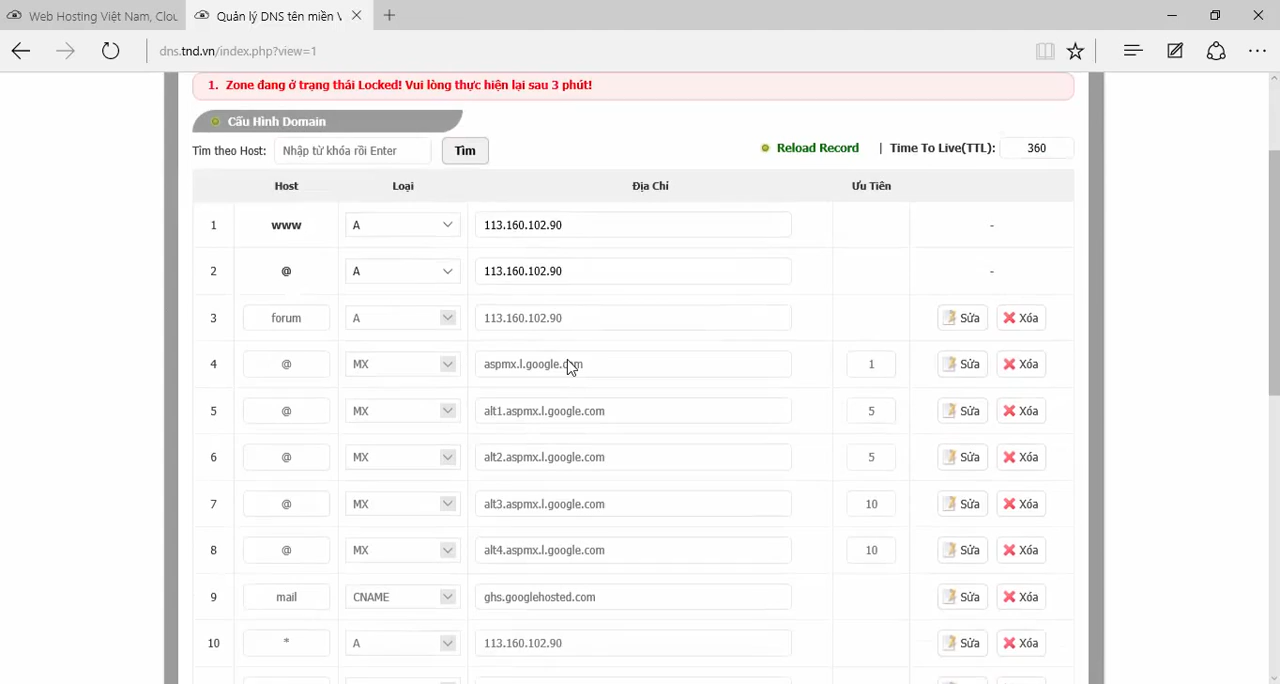 Web Hosting Việt Nam, Clou
Quản lý DNS tên miền V
dns.tnd.vn/index.php?view=1
1. Zone đang ở trạng thái Locked! Vui lòng thực hiện lại sau 3 phút!
Cấu Hình Domain
Tìm theo Host: Nhập từ khóa rồi Enter Tìm Reload Record | Time To Live(TTL): 360
Host Loại Địa Chỉ Ưu Tiên
1 www A 113.160.102.90 -
2 @ A 113.160.102.90 -
3 forum A 113.160.102.90 Sửa Xóa
4 @ MX aspmx.l.google.com 1 Sửa Xóa
5 @ MX alt1.aspmx.l.google.com 5 Sửa Xóa
6 @ MX alt2.aspmx.l.google.com 5 Sửa Xóa
7 @ MX alt3.aspmx.l.google.com 10 Sửa Xóa
8 @ MX alt4.aspmx.l.google.com 10 Sửa Xóa
9 mail CNAME ghs.googlehosted.com Sửa Xóa
10 * A 113.160.102.90 Sửa Xóa